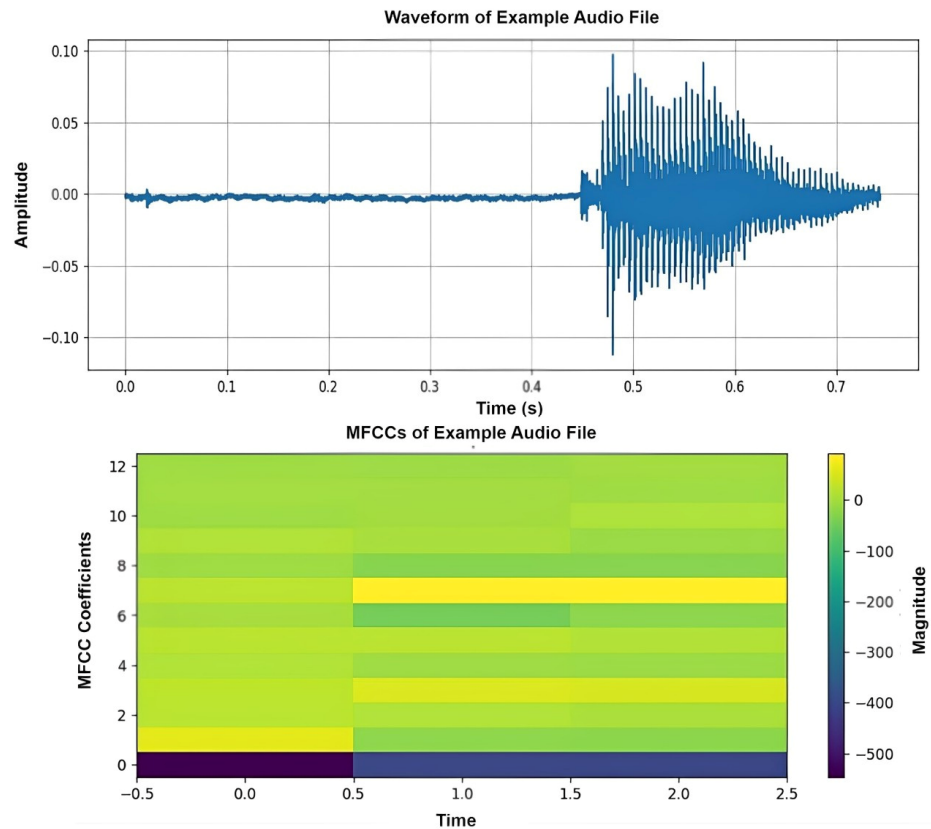 Waveform of Example Audio File
0.10
0.05
0.00
−0.05
−0.10
Amplitude
0.0 0.1 0.2 0.3 0.4 0.5 0.6 0.7
Time (s)
MFCCs of Example Audio File
12
10
8
6
4
2
0
MFCC Coefficients
−0.5 0.0 0.5 1.0 1.5 2.0 2.5
Time
0
−100
−200
−300
−400
−500
Magnitude